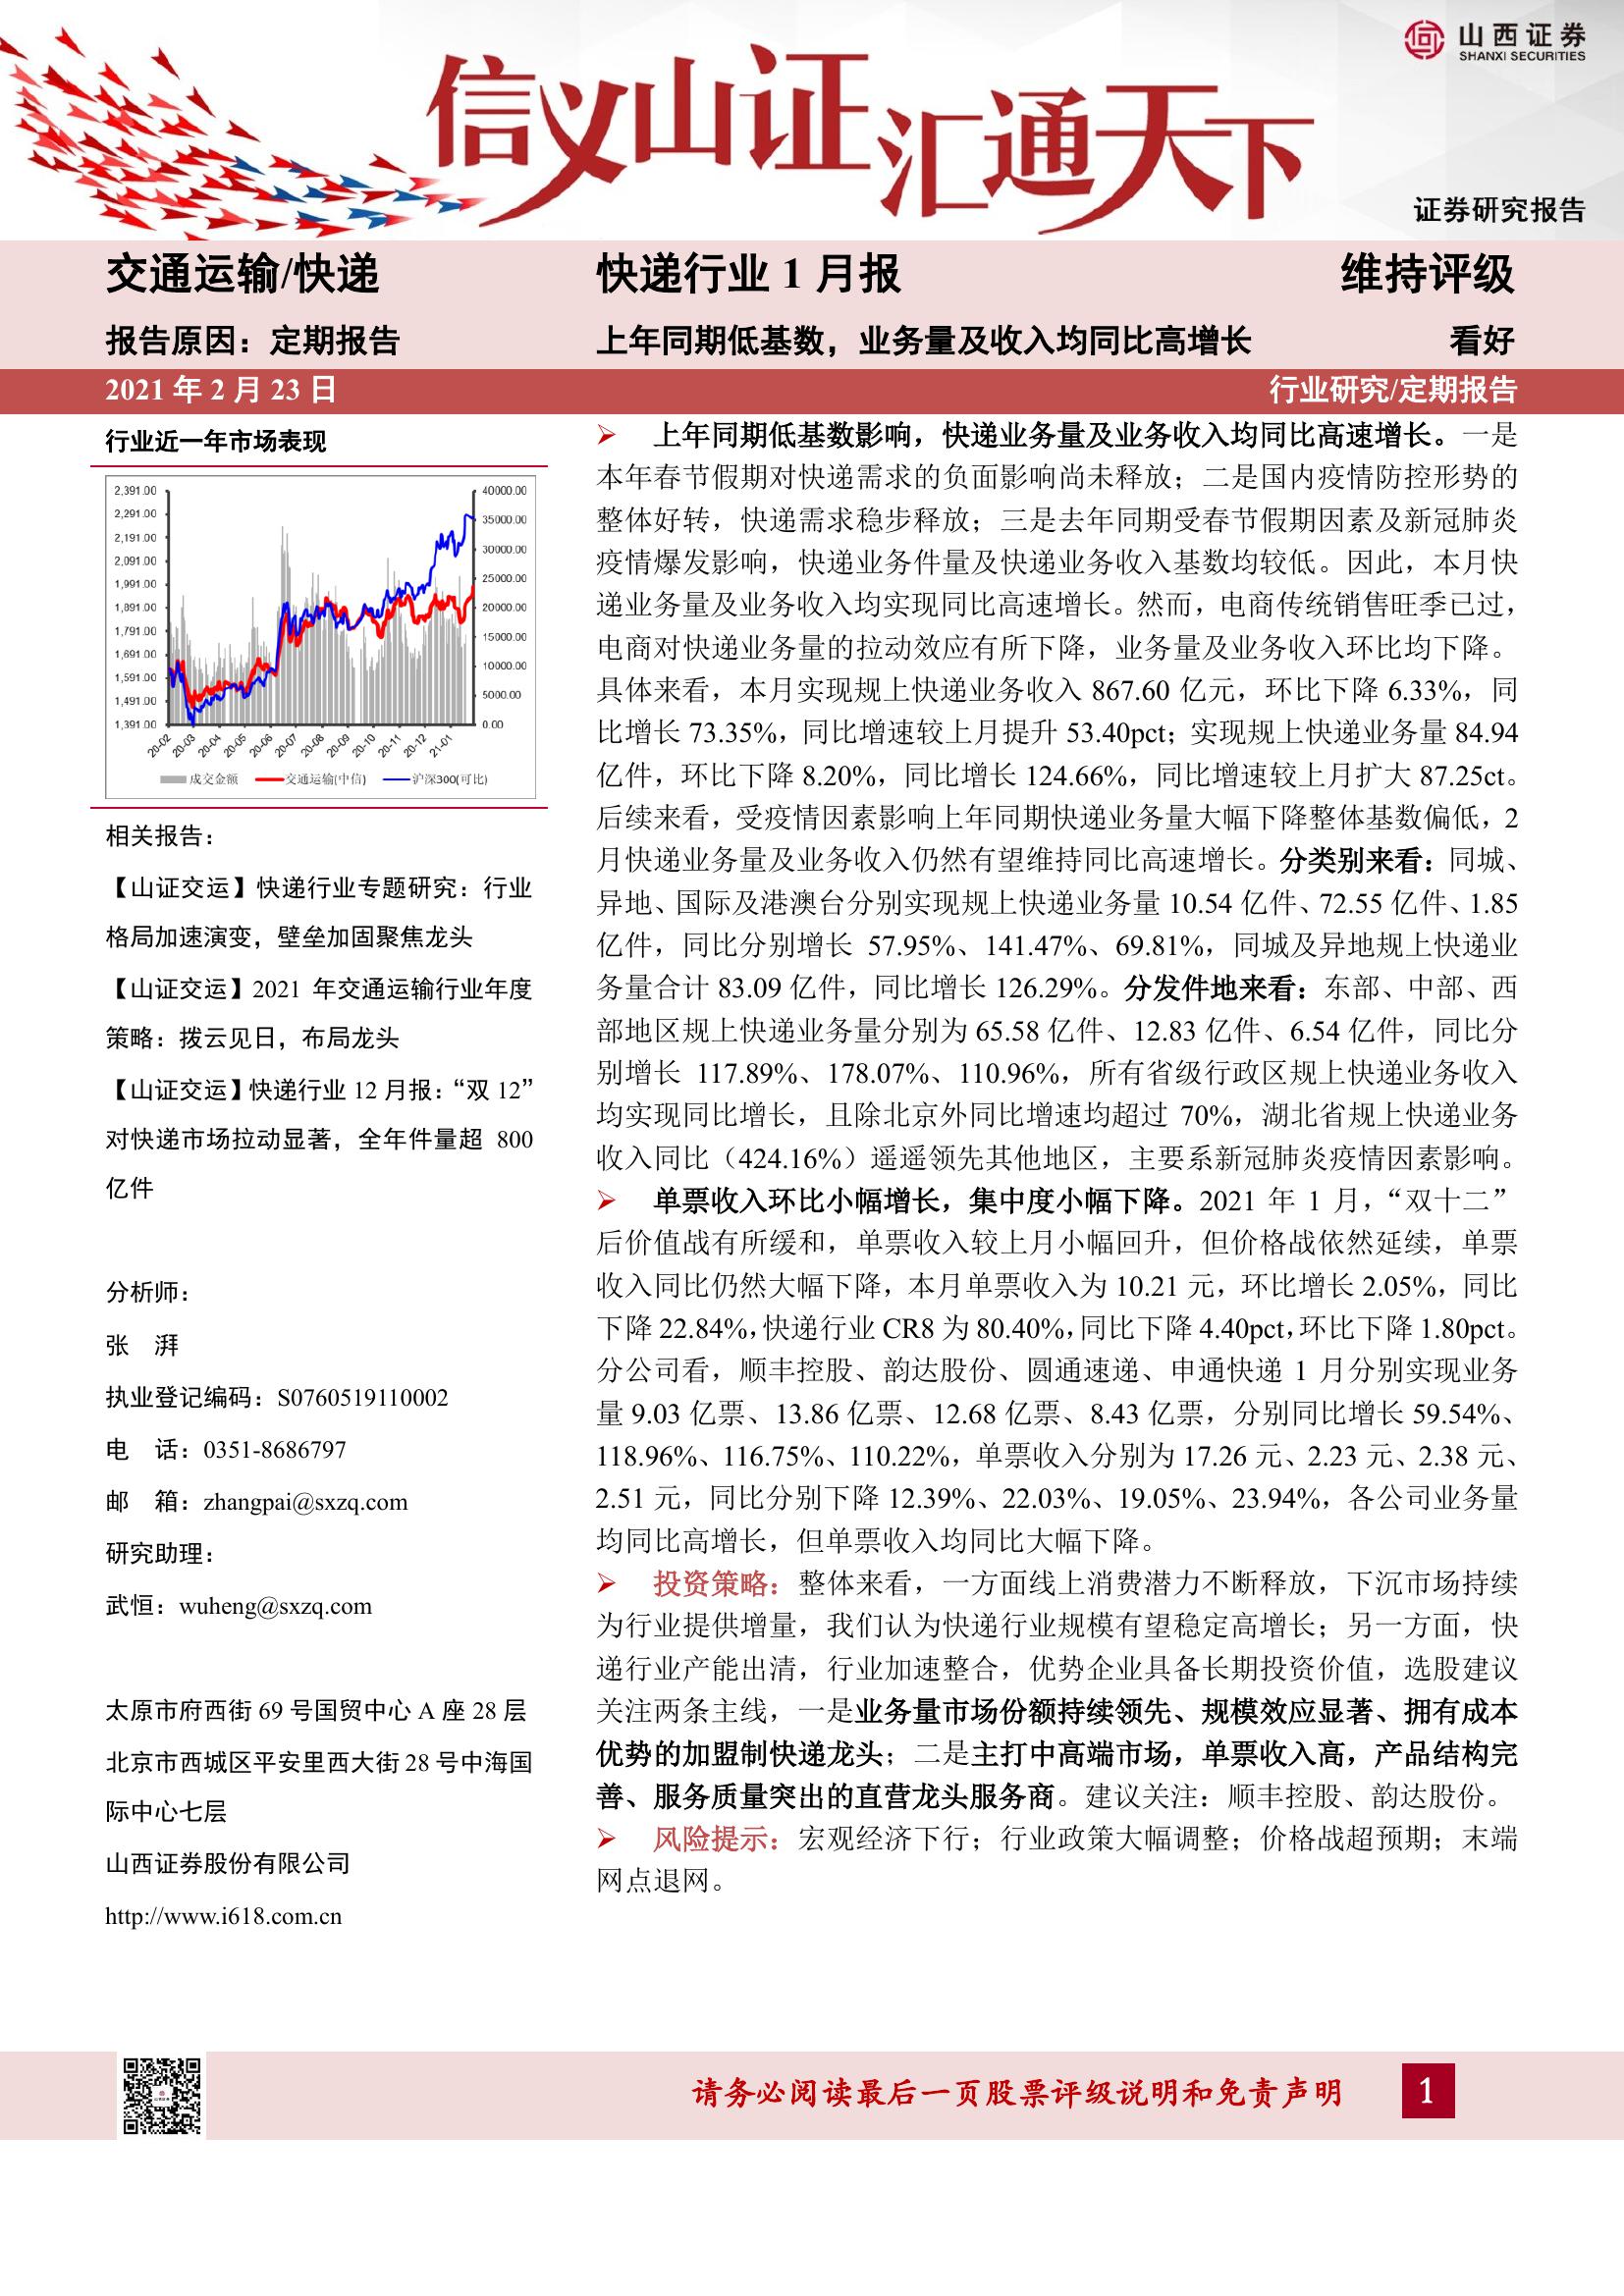 山西证券
SHANXI SECURITIES
信义山证汇通天下
证券研究报告
交通运输/快递
快递行业 1 月报
维持评级
报告原因：定期报告
上年同期低基数，业务量及收入均同比高增长
看好
2021 年 2 月 23 日
行业研究/定期报告
行业近一年市场表现
2,391.00
2,291.00
2,191.00
2,091.00
1,991.00
1,891.00
1,791.00
1,691.00
1,591.00
1,491.00
1,391.00
40000.00
35000.00
30000.00
25000.00
20000.00
15000.00
10000.00
5000.00
0.00
20-02
20-03
20-04
20-05
20-06
20-07
20-08
20-09
20-10
20-11
20-12
21-01
成交金额
交通运输(中信)
沪深300(可比)
相关报告：
【山证交运】快递行业专题研究：行业
格局加速演变，壁垒加固聚焦龙头
【山证交运】2021 年交通运输行业年度
策略：拨云见日，布局龙头
【山证交运】快递行业 12 月报：“双 12”
对快递市场拉动显著，全年件量超 800
亿件
分析师：
张　湃
执业登记编码：S0760519110002
电　话：0351-8686797
邮　箱：zhangpai@sxzq.com
研究助理：
武恒：wuheng@sxzq.com
太原市府西街 69 号国贸中心 A 座 28 层
北京市西城区平安里西大街 28 号中海国
际中心七层
山西证券股份有限公司
http://www.i618.com.cn
➢ 上年同期低基数影响，快递业务量及业务收入均同比高速增长。一是
本年春节假期对快递需求的负面影响尚未释放；二是国内疫情防控形势的
整体好转，快递需求稳步释放；三是去年同期受春节假期因素及新冠肺炎
疫情爆发影响，快递业务件量及快递业务收入基数均较低。因此，本月快
递业务量及业务收入均实现同比高速增长。然而，电商传统销售旺季已过，
电商对快递业务量的拉动效应有所下降，业务量及业务收入环比均下降。
具体来看，本月实现规上快递业务收入 867.60 亿元，环比下降 6.33%，同
比增长 73.35%，同比增速较上月提升 53.40pct；实现规上快递业务量 84.94
亿件，环比下降 8.20%，同比增长 124.66%，同比增速较上月扩大 87.25ct。
后续来看，受疫情因素影响上年同期快递业务量大幅下降整体基数偏低，2
月快递业务量及业务收入仍然有望维持同比高速增长。分类别来看：同城、
异地、国际及港澳台分别实现规上快递业务量 10.54 亿件、72.55 亿件、1.85
亿件，同比分别增长 57.95%、141.47%、69.81%，同城及异地规上快递业
务量合计 83.09 亿件，同比增长 126.29%。分发件地来看：东部、中部、西
部地区规上快递业务量分别为 65.58 亿件、12.83 亿件、6.54 亿件，同比分
别增长 117.89%、178.07%、110.96%，所有省级行政区规上快递业务收入
均实现同比增长，且除北京外同比增速均超过 70%，湖北省规上快递业务
收入同比（424.16%）遥遥领先其他地区，主要系新冠肺炎疫情因素影响。
➢ 单票收入环比小幅增长，集中度小幅下降。2021 年 1 月，“双十二”
后价值战有所缓和，单票收入较上月小幅回升，但价格战依然延续，单票
收入同比仍然大幅下降，本月单票收入为 10.21 元，环比增长 2.05%，同比
下降 22.84%，快递行业 CR8 为 80.40%，同比下降 4.40pct，环比下降 1.80pct。
分公司看，顺丰控股、韵达股份、圆通速递、申通快递 1 月分别实现业务
量 9.03 亿票、13.86 亿票、12.68 亿票、8.43 亿票，分别同比增长 59.54%、
118.96%、116.75%、110.22%，单票收入分别为 17.26 元、2.23 元、2.38 元、
2.51 元，同比分别下降 12.39%、22.03%、19.05%、23.94%，各公司业务量
均同比高增长，但单票收入均同比大幅下降。
➢ 投资策略：整体来看，一方面线上消费潜力不断释放，下沉市场持续
为行业提供增量，我们认为快递行业规模有望稳定高增长；另一方面，快
递行业产能出清，行业加速整合，优势企业具备长期投资价值，选股建议
关注两条主线，一是业务量市场份额持续领先、规模效应显著、拥有成本
优势的加盟制快递龙头；二是主打中高端市场，单票收入高，产品结构完
善、服务质量突出的直营龙头服务商。建议关注：顺丰控股、韵达股份。
➢ 风险提示：宏观经济下行；行业政策大幅调整；价格战超预期；末端
网点退网。
请务必阅读最后一页股票评级说明和免责声明
1